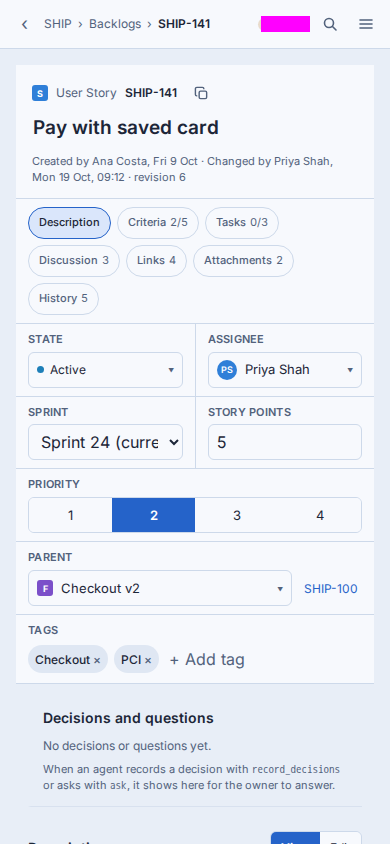 SHIP › Backlogs › SHIP-141
S User Story SHIP-141
Pay with saved card
Created by Ana Costa, Fri 9 Oct · Changed by Priya Shah,
Mon 19 Oct, 09:12 · revision 6
Description Criteria 2/5 Tasks 0/3
Discussion 3 Links 4 Attachments 2
History 5
STATE ASSIGNEE
Active PS Priya Shah
SPRINT STORY POINTS
Sprint 24 (curre 5
PRIORITY
1 2 3 4
PARENT
F Checkout v2 SHIP-100
TAGS
Checkout × PCI × + Add tag
Decisions and questions
No decisions or questions yet.
When an agent records a decision with record_decisions
or asks with ask, it shows here for the owner to answer.